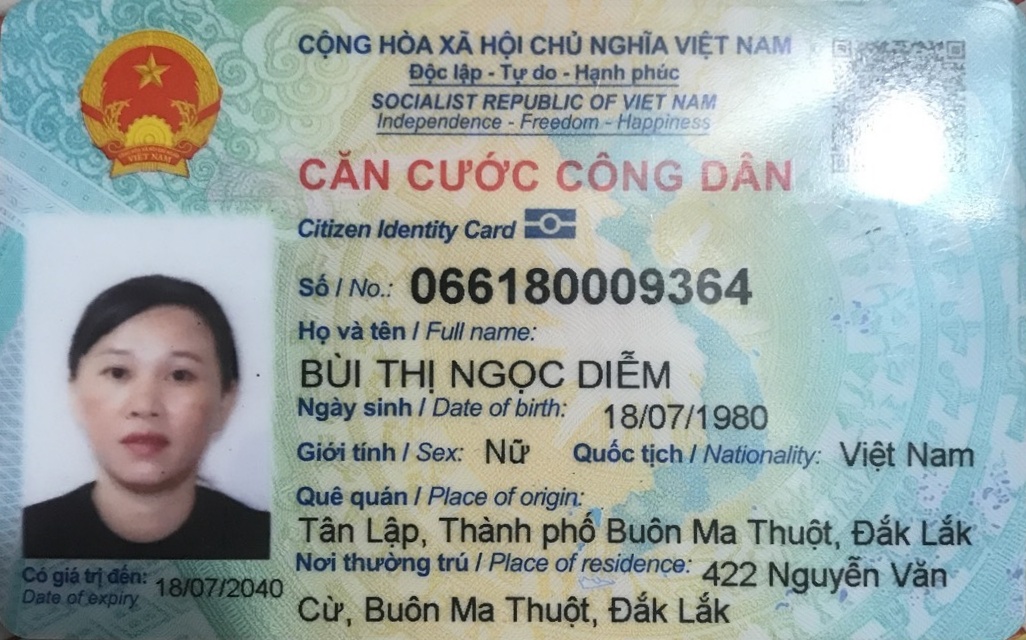 CỘNG HÒA XÃ HỘI CHỦ NGHĨA VIỆT NAM
Độc lập - Tự do - Hạnh phúc
SOCIALIST REPUBLIC OF VIET NAM
Independence - Freedom - Happiness
CĂN CƯỚC CÔNG DÂN
Citizen Identity Card
Số / No.: 066180009364
Họ và tên / Full name:
BÙI THỊ NGỌC DIỄM
Ngày sinh / Date of birth: 18/07/1980
Giới tính / Sex: Nữ Quốc tịch / Nationality: Việt Nam
Quê quán / Place of origin:
Tân Lập, Thành phố Buôn Ma Thuột, Đắk Lắk
Nơi thường trú / Place of residence: 422 Nguyễn Văn
Cừ, Buôn Ma Thuột, Đắk Lắk
Có giá trị đến: 18/07/2040
Date of expiry
VIỆT NAM